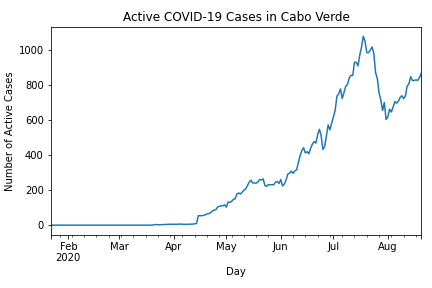 Active COVID-19 Cases in Cabo Verde
Number of Active Cases
1000
800
600
400
200
0
Feb Mar Apr May Jun Jul Aug
2020
Day